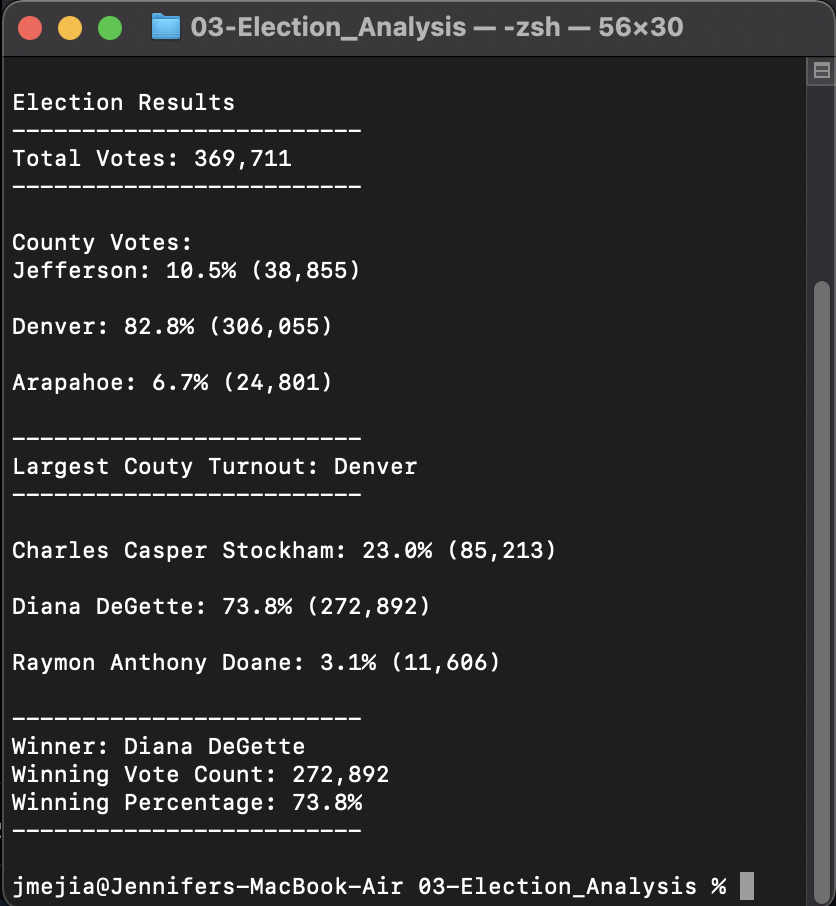 03-Election_Analysis — -zsh — 56×30
Election Results
-------------------------
Total Votes: 369,711
-------------------------
County Votes:
Jefferson: 10.5% (38,855)
Denver: 82.8% (306,055)
Arapahoe: 6.7% (24,801)
-------------------------
Largest Couty Turnout: Denver
-------------------------
Charles Casper Stockham: 23.0% (85,213)
Diana DeGette: 73.8% (272,892)
Raymon Anthony Doane: 3.1% (11,606)
-------------------------
Winner: Diana DeGette
Winning Vote Count: 272,892
Winning Percentage: 73.8%
-------------------------
jmejia@Jennifers-MacBook-Air 03-Election_Analysis %